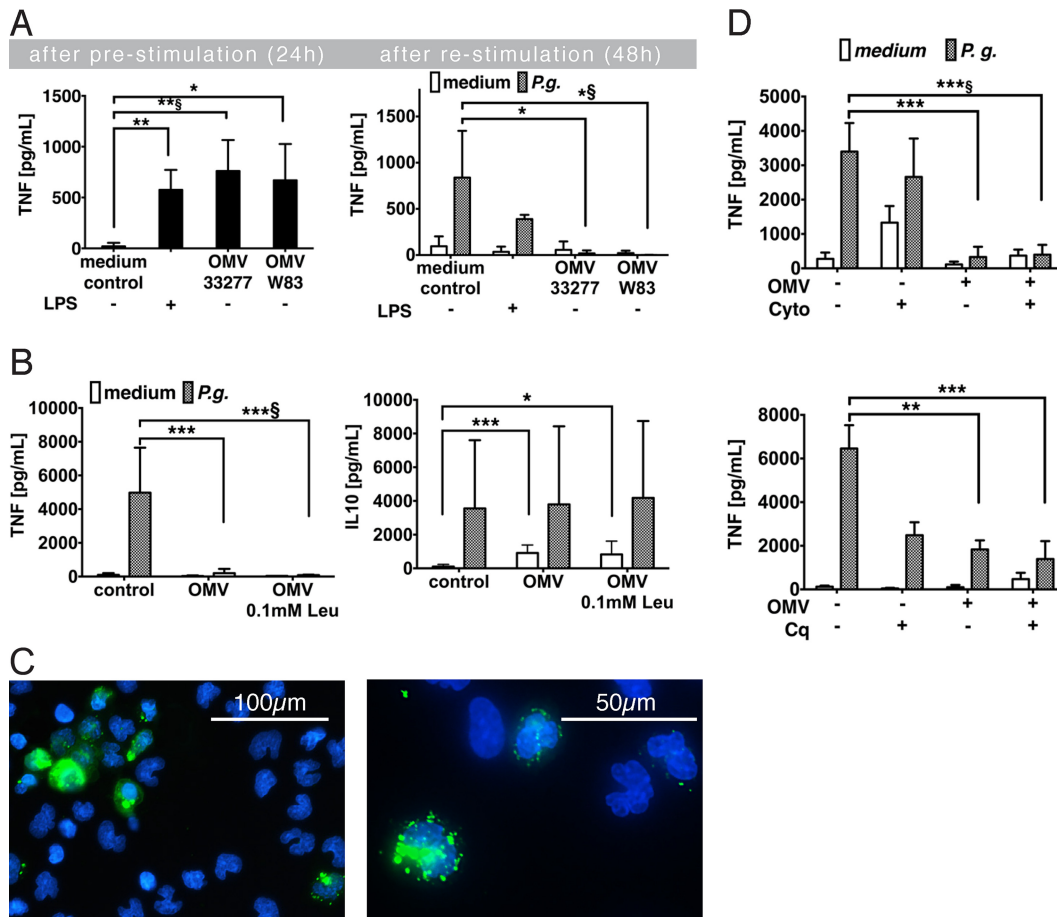 A
after pre-stimulation (24h)
after re-stimulation (48h)
TNF [pg/mL]
1500
1000
500
0
**
**§
*
medium control
OMV 33277
OMV W83
LPS
- + - -
medium P.g.
TNF [pg/mL]
1500
1000
500
0
*§
*
medium control
OMV 33277
OMV W83
LPS
- + - -
B
medium P.g.
TNF [pg/mL]
10000
8000
6000
4000
2000
0
***§
***
control
OMV
OMV
0.1mM Leu
IL10 [pg/mL]
10000
8000
6000
4000
2000
0
*
***
control
OMV
OMV
0.1mM Leu
C
100µm
50µm
D
medium P. g.
TNF [pg/mL]
5000
4000
3000
2000
1000
0
***§
***
OMV - - + +
Cyto - + - +
TNF [pg/mL]
8000
6000
4000
2000
0
***
**
OMV - - + +
Cq - + - +